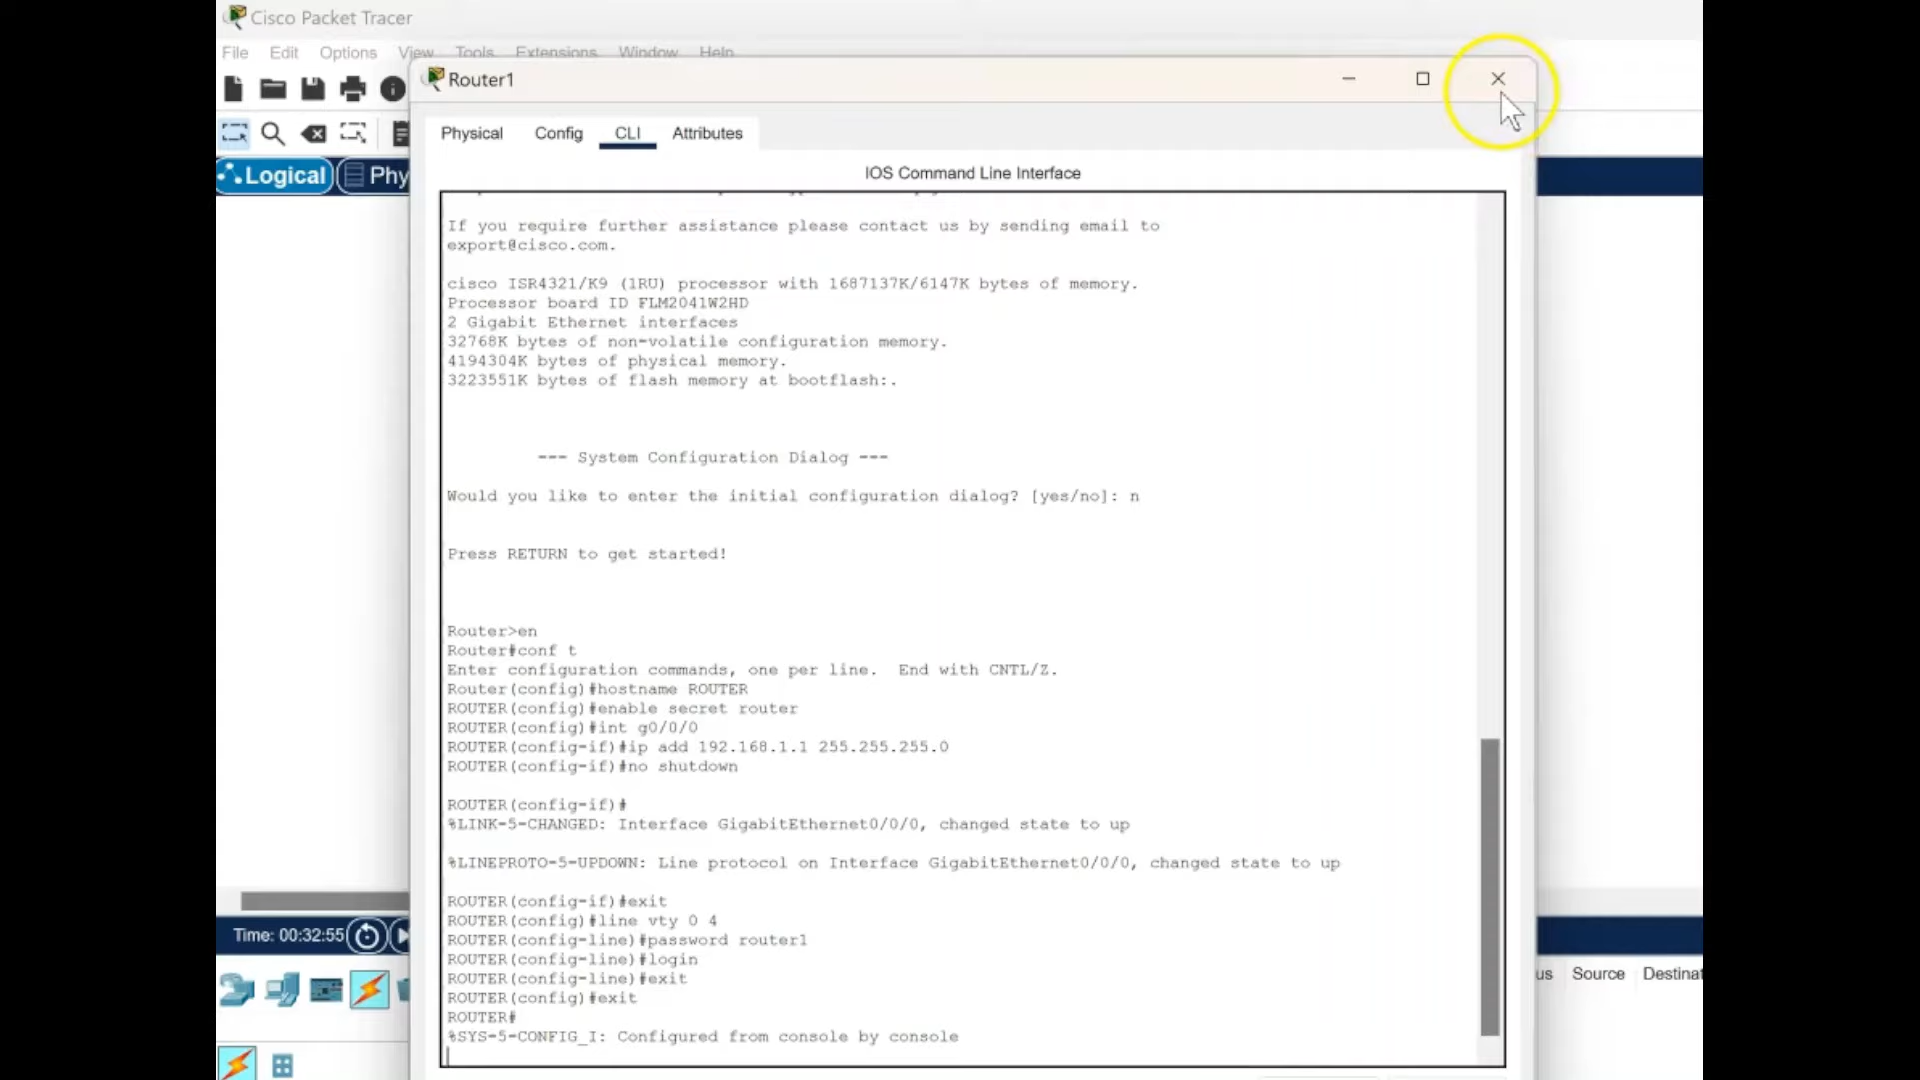 Cisco Packet Tracer
File Edit Options View Tools Extensions Window Help
Router1
Physical Config CLI Attributes
Logical Phy
IOS Command Line Interface
If you require further assistance please contact us by sending email to
export@cisco.com.
cisco ISR4321/K9 (1RU) processor with 1687137K/6147K bytes of memory.
Processor board ID FLM2041W2HD
2 Gigabit Ethernet interfaces
32768K bytes of non-volatile configuration memory.
4194304K bytes of physical memory.
3223551K bytes of flash memory at bootflash:.
--- System Configuration Dialog ---
Would you like to enter the initial configuration dialog? [yes/no]: n
Press RETURN to get started!
Router>en
Router#conf t
Enter configuration commands, one per line.  End with CNTL/Z.
Router(config)#hostname ROUTER
ROUTER(config)#enable secret router
ROUTER(config)#int g0/0/0
ROUTER(config-if)#ip add 192.168.1.1 255.255.255.0
ROUTER(config-if)#no shutdown
ROUTER(config-if)#
%LINK-5-CHANGED: Interface GigabitEthernet0/0/0, changed state to up
%LINEPROTO-5-UPDOWN: Line protocol on Interface GigabitEthernet0/0/0, changed state to up
ROUTER(config-if)#exit
ROUTER(config)#line vty 0 4
ROUTER(config-line)#password router1
ROUTER(config-line)#login
ROUTER(config-line)#exit
ROUTER(config)#exit
ROUTER#
%SYS-5-CONFIG_I: Configured from console by console
Time: 00:32:55
us Source Destinat